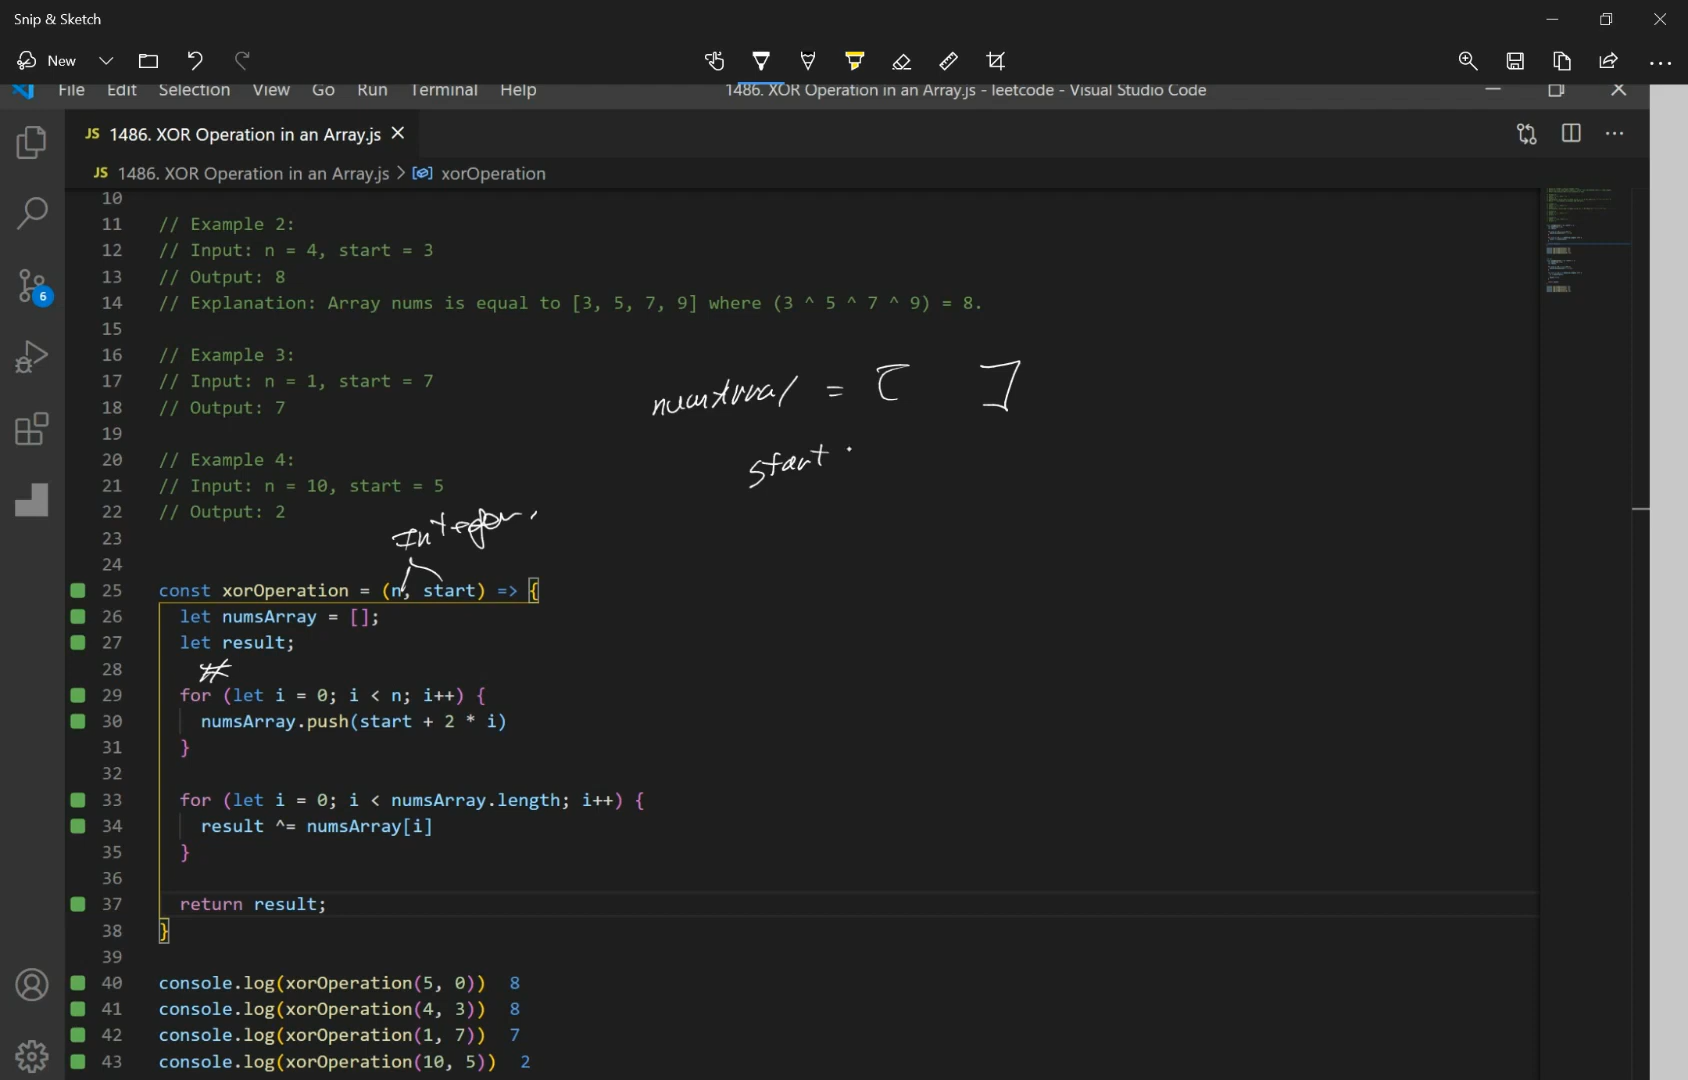 Snip & Sketch
New
File Edit Selection View Go Run Terminal Help
1486. XOR Operation in an Array.js - leetcode - Visual Studio Code
JS 1486. XOR Operation in an Array.js
JS 1486. XOR Operation in an Array.js > xorOperation
10
11 // Example 2:
12 // Input: n = 4, start = 3
13 // Output: 8
14 // Explanation: Array nums is equal to [3, 5, 7, 9] where (3 ^ 5 ^ 7 ^ 9) = 8.
15
16 // Example 3:
17 // Input: n = 1, start = 7
18 // Output: 7
= [ ]
19
20 // Example 4:
start
21 // Input: n = 10, start = 5
22 // Output: 2
Integer.
23
24
25 const xorOperation = (n, start) => {
26 let numsArray = [];
27 let result;
28
29 for (let i = 0; i < n; i++) {
30 numsArray.push(start + 2 * i)
31 }
32
33 for (let i = 0; i < numsArray.length; i++) {
34 result ^= numsArray[i]
35 }
36
37 return result;
38 }
39
40 console.log(xorOperation(5, 0)) 8
41 console.log(xorOperation(4, 3)) 8
42 console.log(xorOperation(1, 7)) 7
43 console.log(xorOperation(10, 5)) 2
6